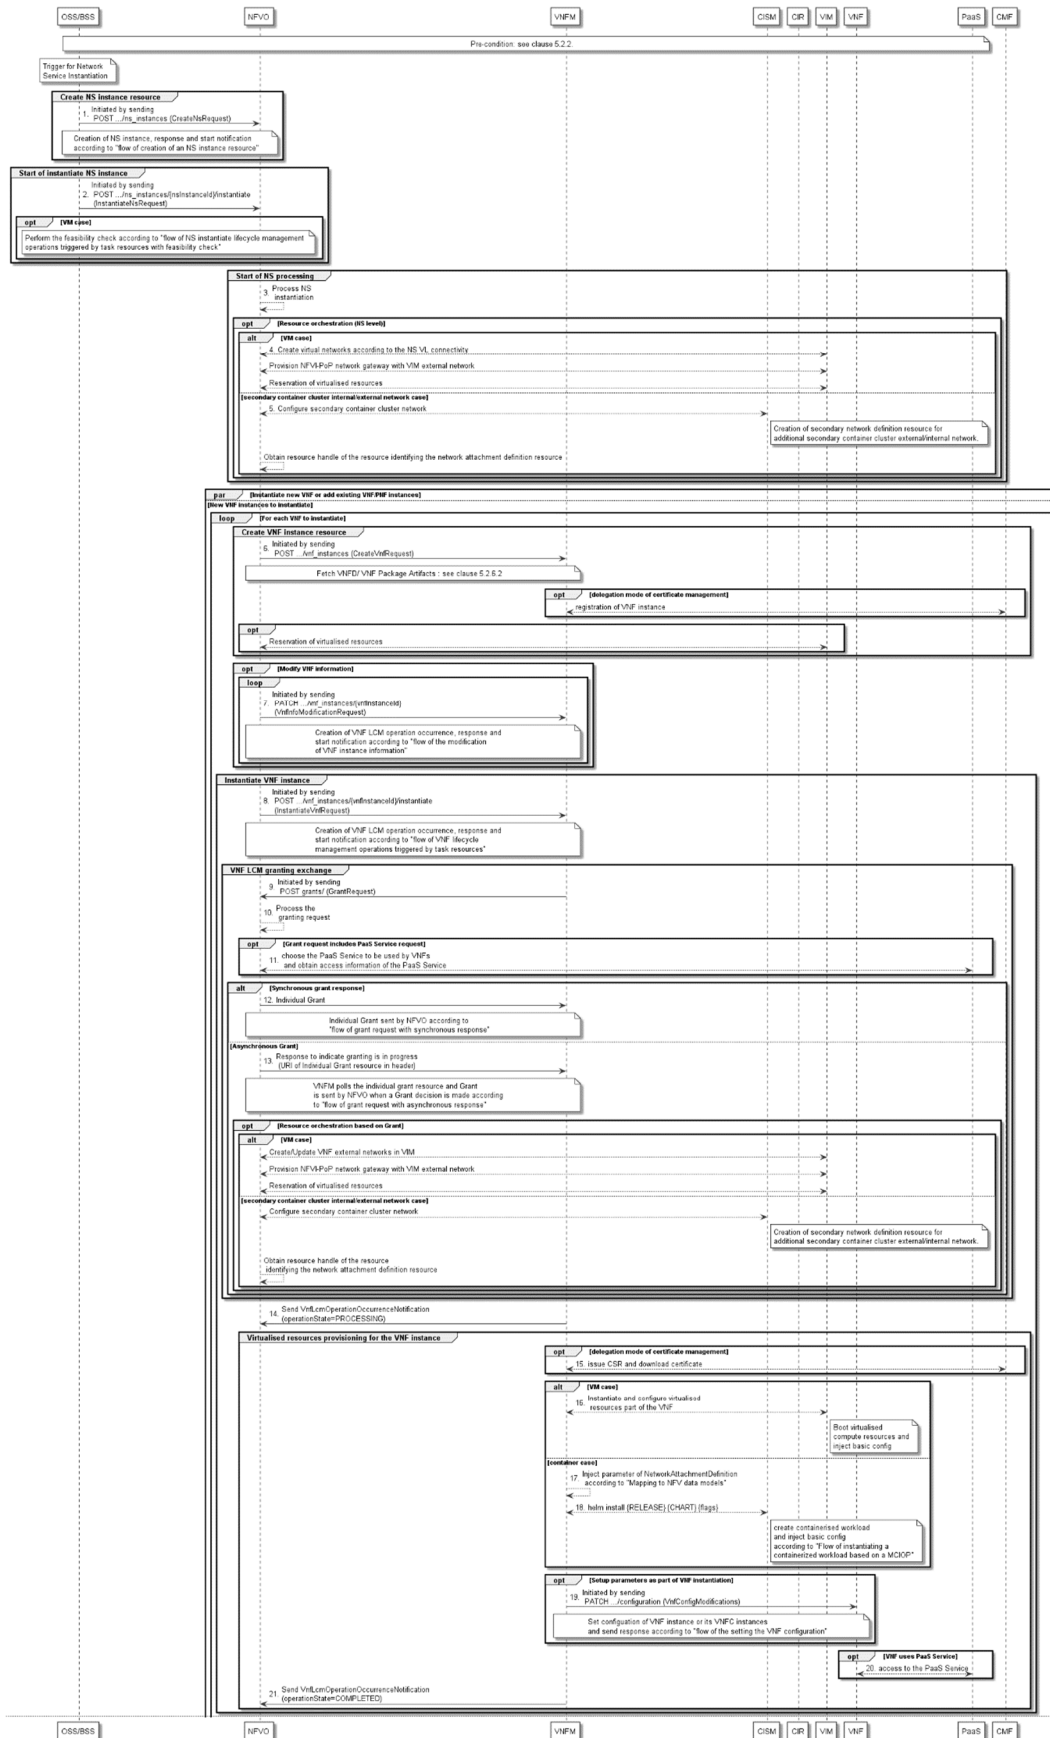 OSS/BSS NFVO VNFM CISM CIR VIM VNF PaaS CMF
Pre-condition: see clause 5.2.2
Trigger for Network
Service Instantiation
Create NS instance resource
Initiated by sending
1. POST .../ns_instances (CreateNsRequest)
Creation of NS instance, response and start notification
according to "flow of creation of an NS instance resource"
Start of instantiate NS instance
Initiated by sending
2. POST .../ns_instances/{nsInstanceId}/instantiate
(InstantiateNsRequest)
opt [VM case]
Perform the feasibility check according to "flow of NS instantiate lifecycle management
operations triggered by task resources with feasibility check"
Start of NS processing
3. Process NS
instantiation
opt [Resource orchestration (NS level)]
alt [VM case]
4. Create virtual networks according to the NS VL connectivity
Provision NFVI-PoP network gateway with VIM external network
Reservation of virtualised resources
[secondary container cluster internal/external network case]
5. Configure secondary container cluster network
Creation of secondary network definition resource for
additional secondary container cluster external/internal network.
Obtain resource handle of the resource identifying the network attachment definition resource
par [Instantiate new VNF or add existing VNF/PNF instances]
[New VNF instances to instantiate]
loop [For each VNF to instantiate]
Create VNF instance resource
6. Initiated by sending
POST .../vnf_instances (CreateVnfRequest)
Fetch VNFD/ VNF Package Artifacts : see clause 5.2.6.2
opt [delegation mode of certificate management]
registration of VNF instance
opt
Reservation of virtualised resources
opt [Modify VNF information]
loop
Initiated by sending
7. PATCH .../vnf_instances/{vnfInstanceId}
(VnfInfoModificationRequest)
Creation of VNF LCM operation occurrence, response and
start notification according to "flow of the modification
of VNF instance information"
Instantiate VNF instance
Initiated by sending
8. POST .../vnf_instances/{vnfInstanceId}/instantiate
(InstantiateVnfRequest)
Creation of VNF LCM operation occurrence, response and
start notification according to "flow of VNF lifecycle
management operations triggered by task resources"
VNF LCM granting exchange
9. Initiated by sending
POST grants/ (GrantRequest)
10. Process the
granting request
opt [Grant request includes PaaS Service request]
11. choose the PaaS Service to be used by VNFs
and obtain access information of the PaaS Service
alt [Synchronous grant response]
12. Individual Grant
Individual Grant sent by NFVO according to
"flow of grant request with synchronous response"
[Asynchronous Grant]
13. Response to indicate granting is in progress
(URI of Individual Grant resource in header)
VNFM polls the individual grant resource and Grant
is sent by NFVO when a Grant decision is made according
to "flow of grant request with asynchronous response"
opt [Resource orchestration based on Grant]
alt [VM case]
Create/Update VNF external networks in VIM
Provision NFVI-PoP network gateway with VIM external network
Reservation of virtualised resources
[secondary container cluster internal/external network case]
Configure secondary container cluster network
Creation of secondary network definition resource for
additional secondary container cluster external/internal network.
Obtain resource handle of the resource
identifying the network attachment definition resource
14. Send VnfLcmOperationOccurrenceNotification
(operationState=PROCESSING)
Virtualised resources provisioning for the VNF instance
opt [delegation mode of certificate management]
15. issue CSR and download certificate
alt [VM case]
16. Instantiate and configure virtualised
resources part of the VNF
Boot virtualised
compute resources and
inject basic config
[container case]
17. Inject parameter of NetworkAttachmentDefinition
according to "Mapping to NFV data models"
18. helm install {RELEASE} {CHART} {flags}
create containerised workload
and inject basic config
according to "Flow of instantiating a
containerized workload based on a MCIOP"
opt [Setup parameters as part of VNF instantiation]
19. Initiated by sending
PATCH .../configuration (VnfConfigModifications)
Set configuation of VNF instance or its VNFC instances
and send response according to "flow of the setting the VNF configuration"
opt [VNF uses PaaS Service]
20. access to the PaaS Service
21. Send VnfLcmOperationOccurrenceNotification
(operationState=COMPLETED)
OSS/BSS NFVO VNFM CISM CIR VIM VNF PaaS CMF